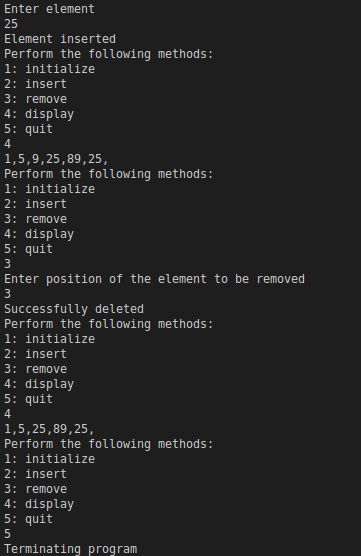 Enter element
25
Element inserted
Perform the following methods:
1: initialize
2: insert
3: remove
4: display
5: quit
4
1,5,9,25,89,25,
Perform the following methods:
1: initialize
2: insert
3: remove
4: display
5: quit
3
Enter position of the element to be removed
3
Successfully deleted
Perform the following methods:
1: initialize
2: insert
3: remove
4: display
5: quit
4
1,5,25,89,25,
Perform the following methods:
1: initialize
2: insert
3: remove
4: display
5: quit
5
Terminating program